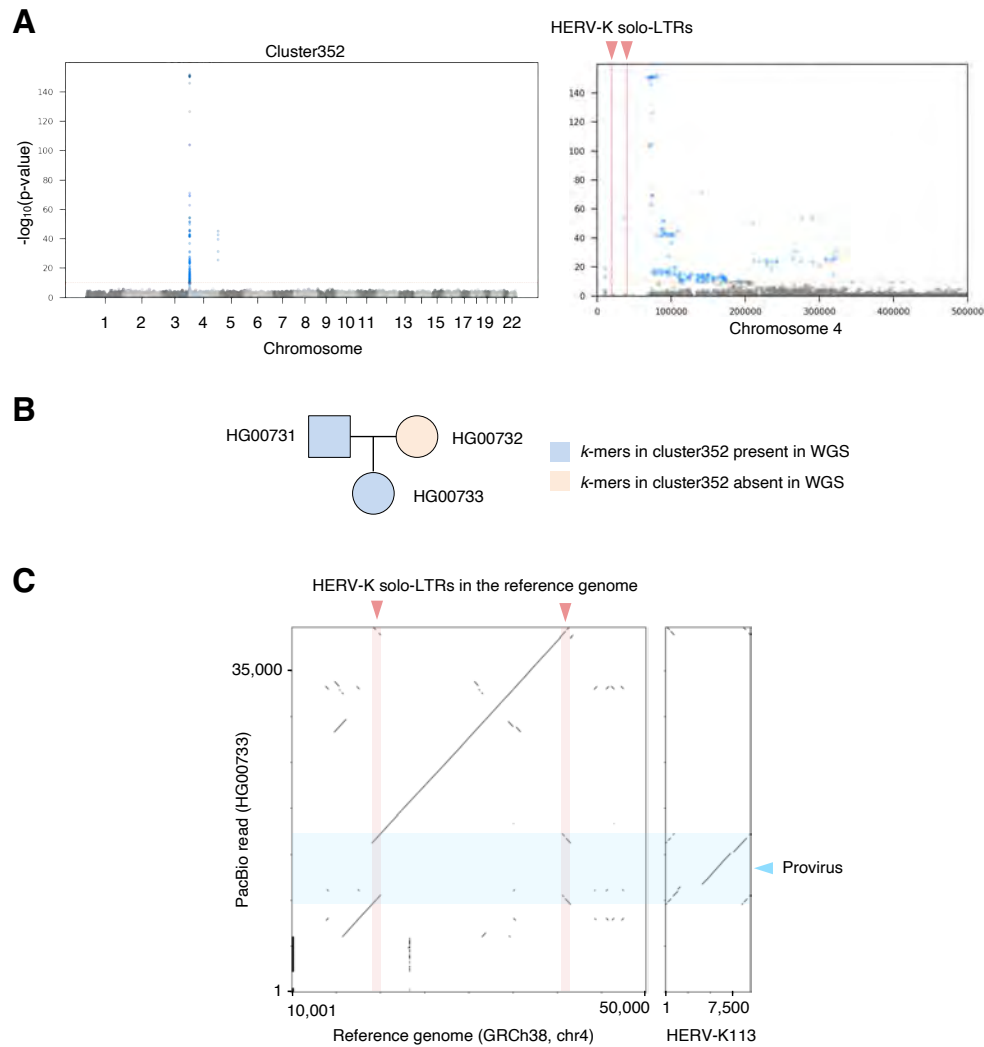 A
Cluster352
-log10(p-value)
140
120
100
80
60
40
20
0
1 2 3 4 5 6 7 8 9 10 11 13 15 17 19 22
Chromosome
HERV-K solo-LTRs
140
120
100
80
60
40
20
0
0 100000 200000 300000 400000 500000
Chromosome 4
B
HG00731
HG00732
HG00733
k-mers in cluster352 present in WGS
k-mers in cluster352 absent in WGS
C
HERV-K solo-LTRs in the reference genome
35,000
PacBio read (HG00733)
Provirus
1
10,001 50,000
Reference genome (GRCh38, chr4)
1 7,500
HERV-K113